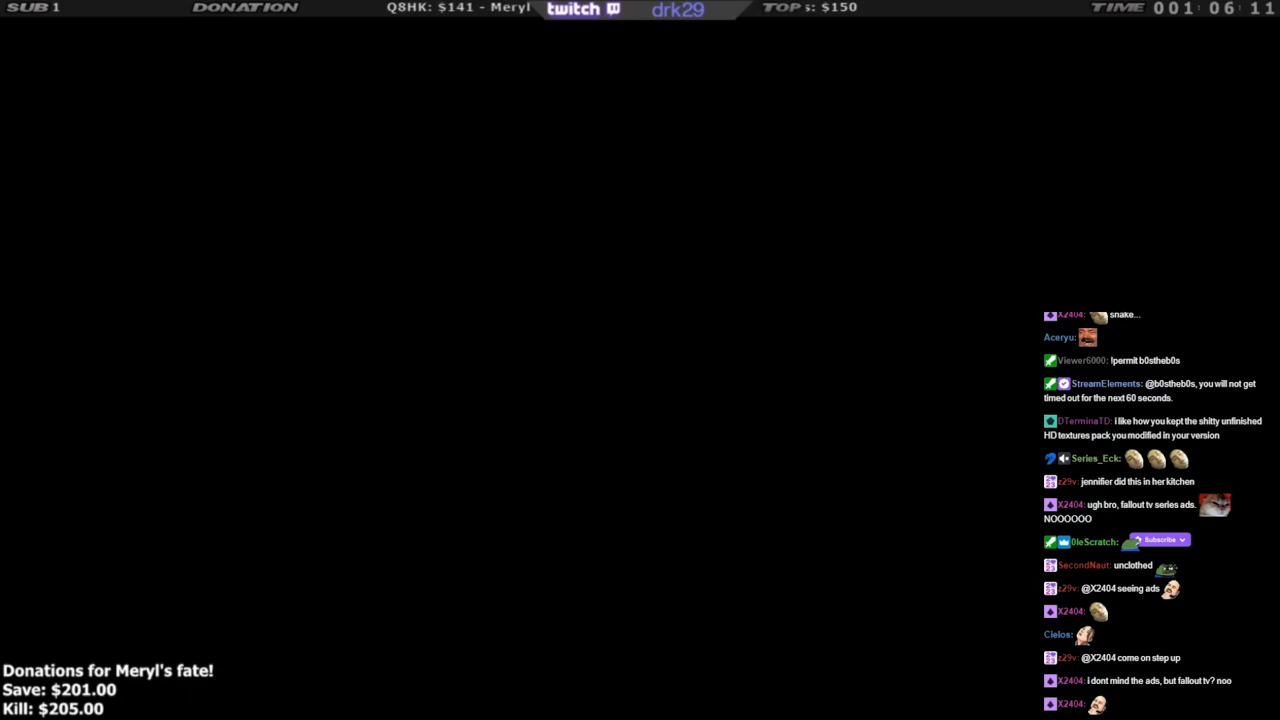 SUB 1 DONATION Q8HK: $141 - Meryl twitch drk29 TOP s: $150 TIME 001:06:11
X2404: snake...
Aceryu:
Viewer6000: !permit b0stheb0s
StreamElements: @b0stheb0s, you will not get
timed out for the next 60 seconds.
DTerminaTD: i like how you kept the shitty unfinished
HD textures pack you modified in your version
Series_Eck:
z29v: jennifier did this in her kitchen
X2404: ugh bro, fallout tv series ads.
NOOOOOO
0leScratch: Subscribe
SecondNaut: unclothed
z29v: @X2404 seeing ads
X2404:
Cielos:
z29v: @X2404 come on step up
X2404: i dont mind the ads, but fallout tv? noo
X2404:
Donations for Meryl's fate!
Save: $201.00
Kill: $205.00